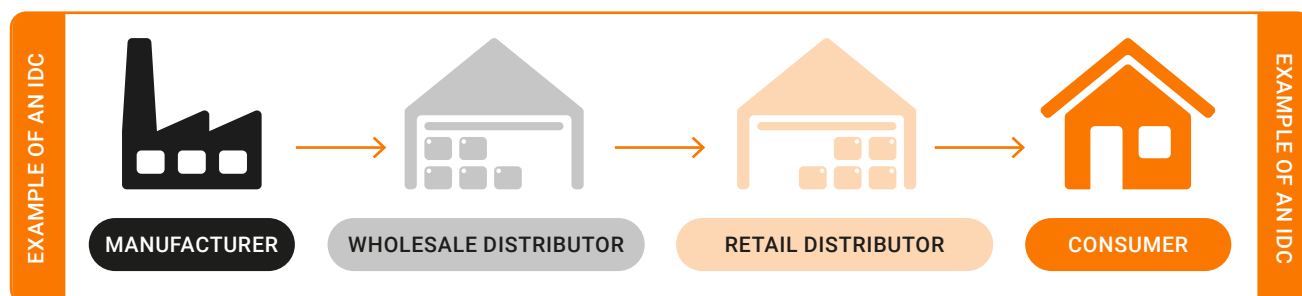 EXAMPLE OF AN IDC
MANUFACTURER
WHOLESALE DISTRIBUTOR
RETAIL DISTRIBUTOR
CONSUMER
EXAMPLE OF AN IDC